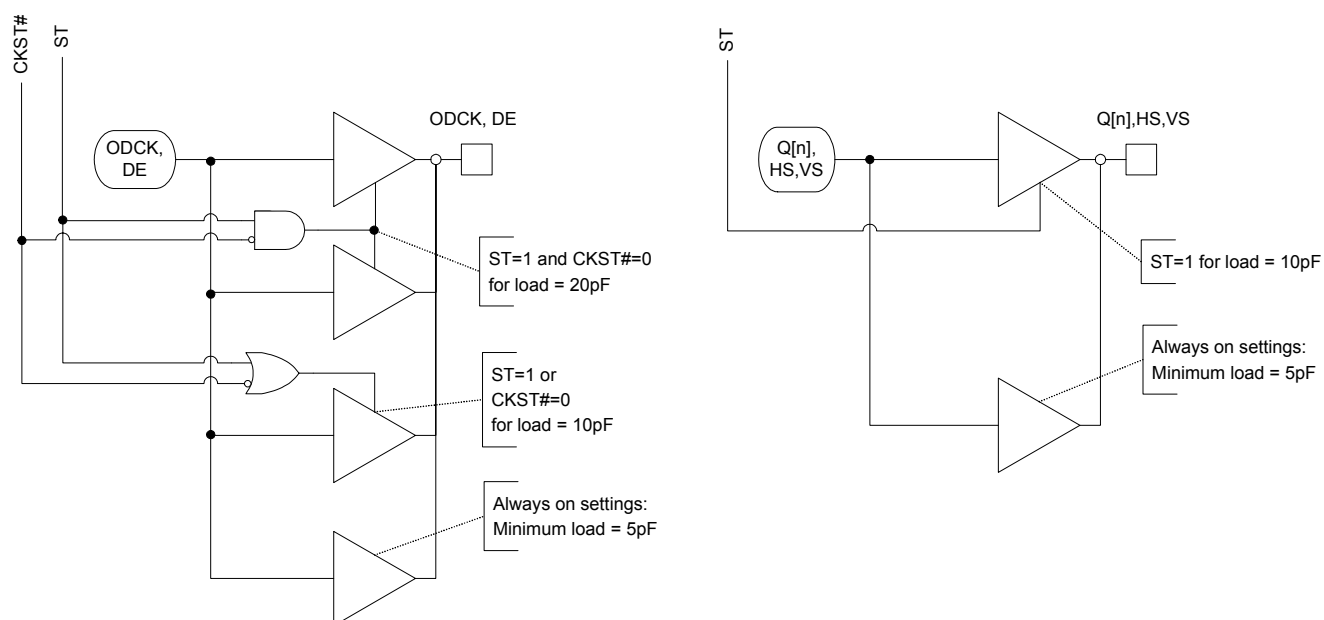 CKST#
ST
ODCK,
DE
ODCK, DE
ST=1 and CKST#=0
for load = 20pF
ST=1 or
CKST#=0
for load = 10pF
Always on settings:
Minimum load = 5pF
ST
Q[n],
HS,VS
Q[n],HS,VS
ST=1 for load = 10pF
Always on settings:
Minimum load = 5pF